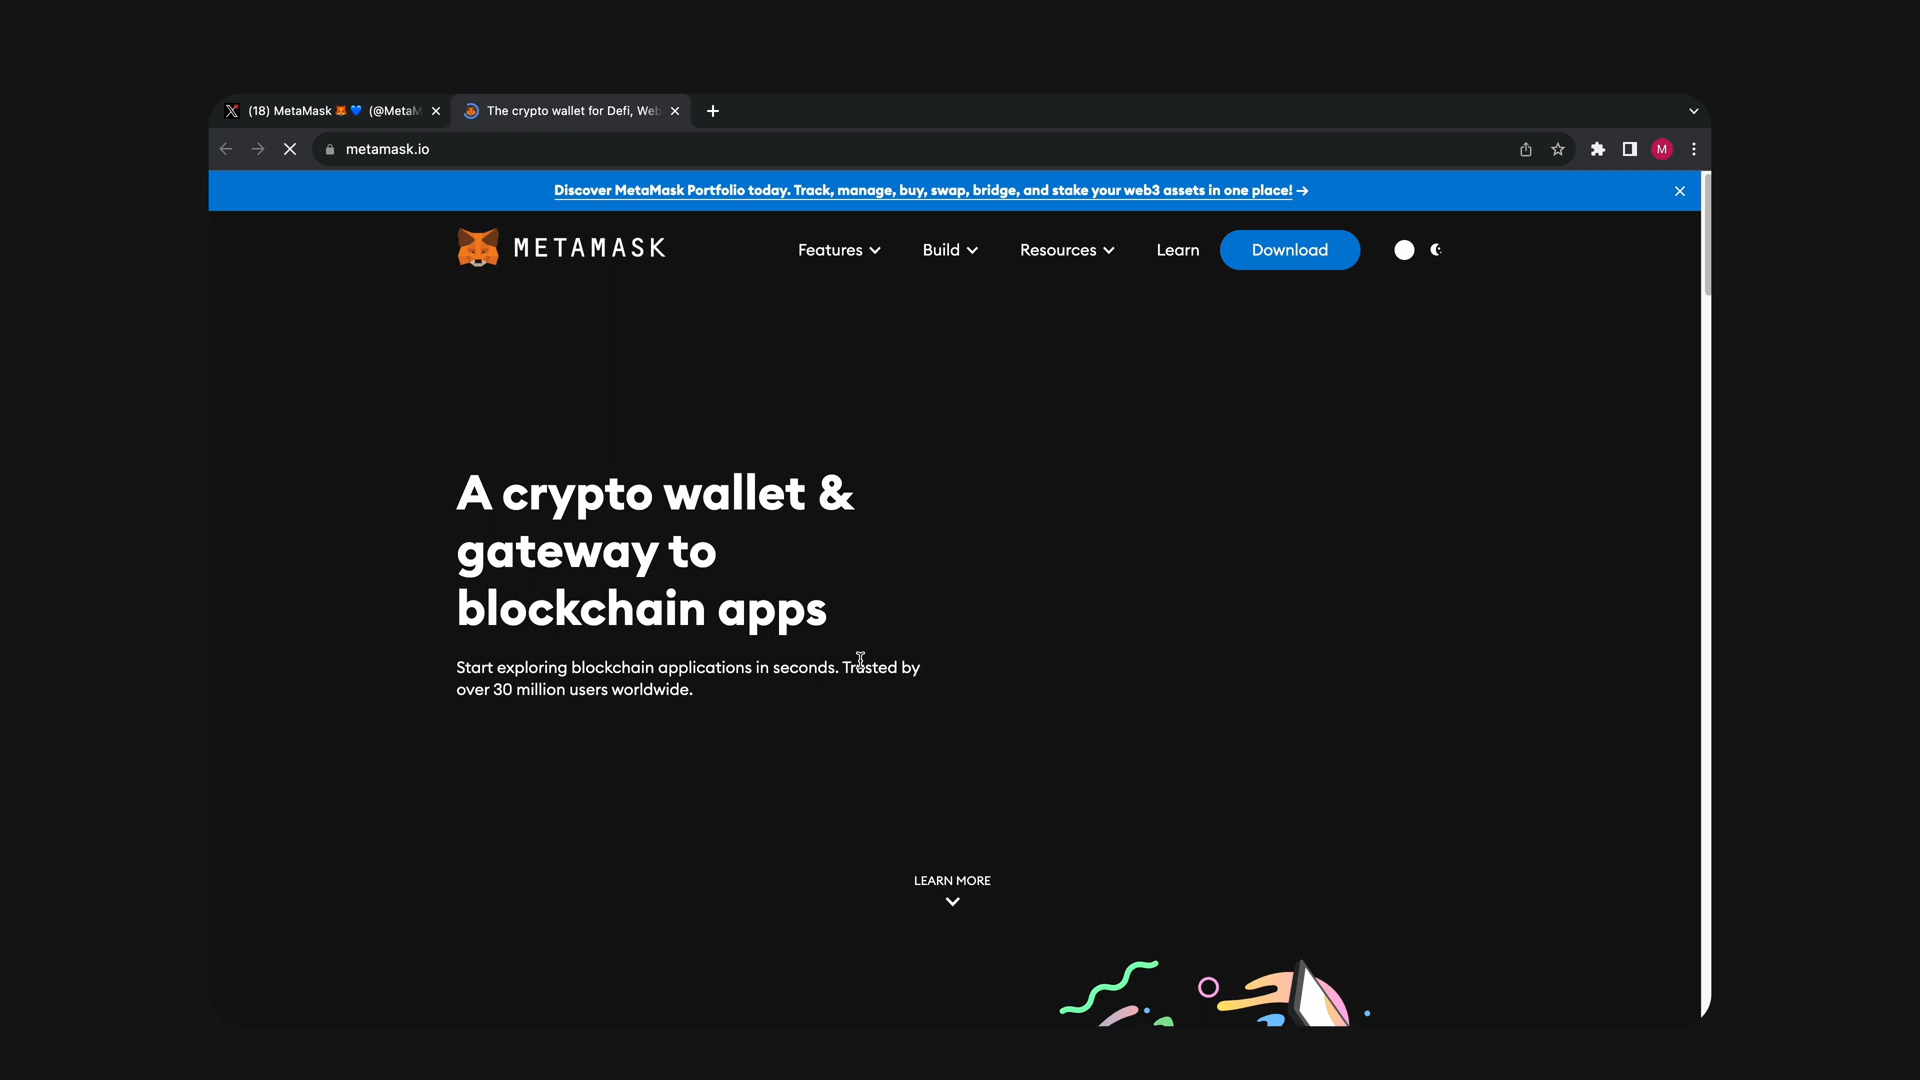 (18) MetaMask 🦊💙 (@MetaM
The crypto wallet for Defi, Web
metamask.io
M
Discover MetaMask Portfolio today. Track, manage, buy, swap, bridge, and stake your web3 assets in one place! →
METAMASK
Features
Build
Resources
Learn
Download
A crypto wallet &
gateway to
blockchain apps
Start exploring blockchain applications in seconds. Trusted by
over 30 million users worldwide.
LEARN MORE